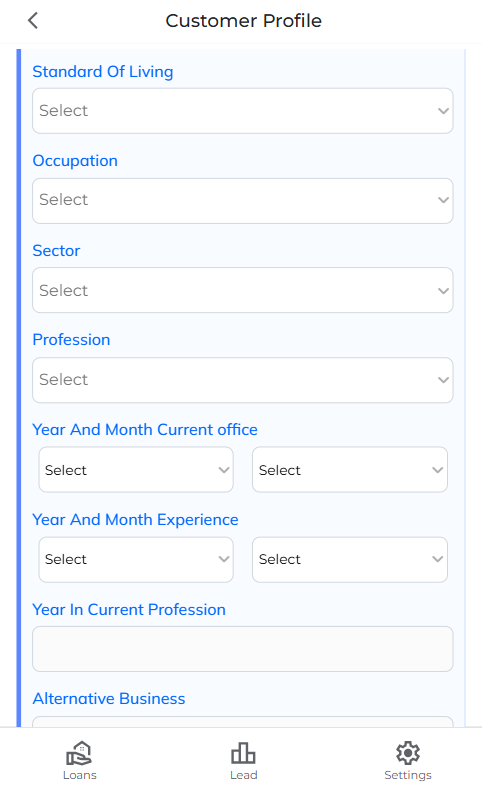 Customer Profile
Standard Of Living
Select
Occupation
Select
Sector
Select
Profession
Select
Year And Month Current office
Select Select
Year And Month Experience
Select Select
Year In Current Profession
Alternative Business
Loans Lead Settings